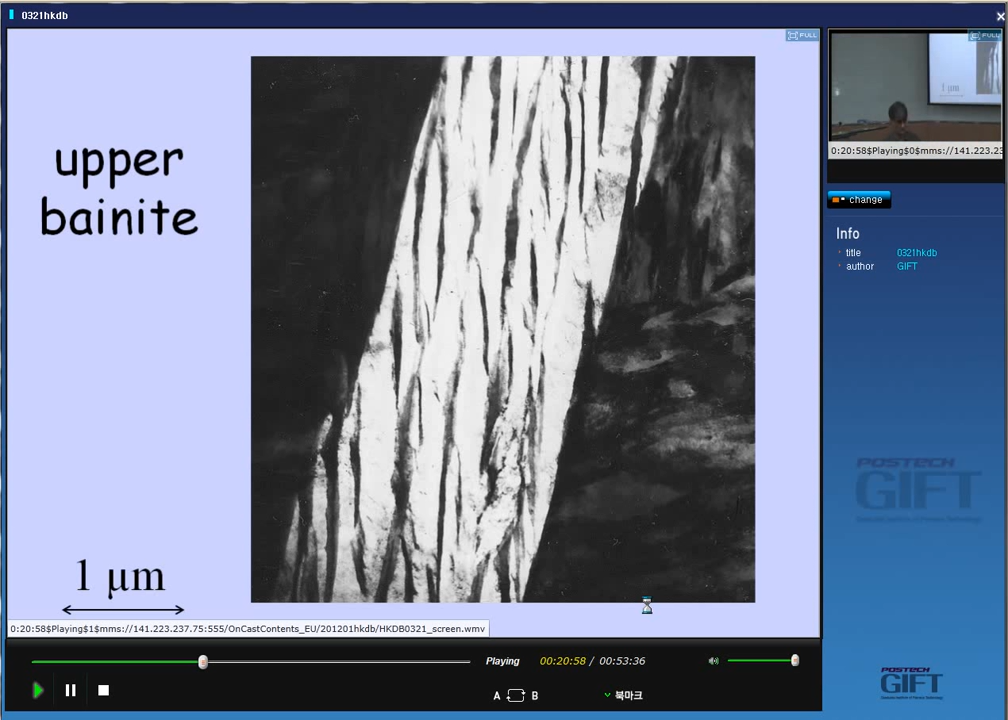 0321hkdb
FULL
FULL
upper
bainite
1 µm
1 µm
0:20:58$Playing$0$mms://141.223.23
change
Info
title 0321hkdb
author GIFT
POSTECH
GIFT
0:20:58$Playing$1$mms://141.223.237.75:555/OnCastContents_EU/201201hkdb/HKDB0321_screen.wmv
Playing 00:20:58 / 00:53:36
A B 북마크
POSTECH
GIFT